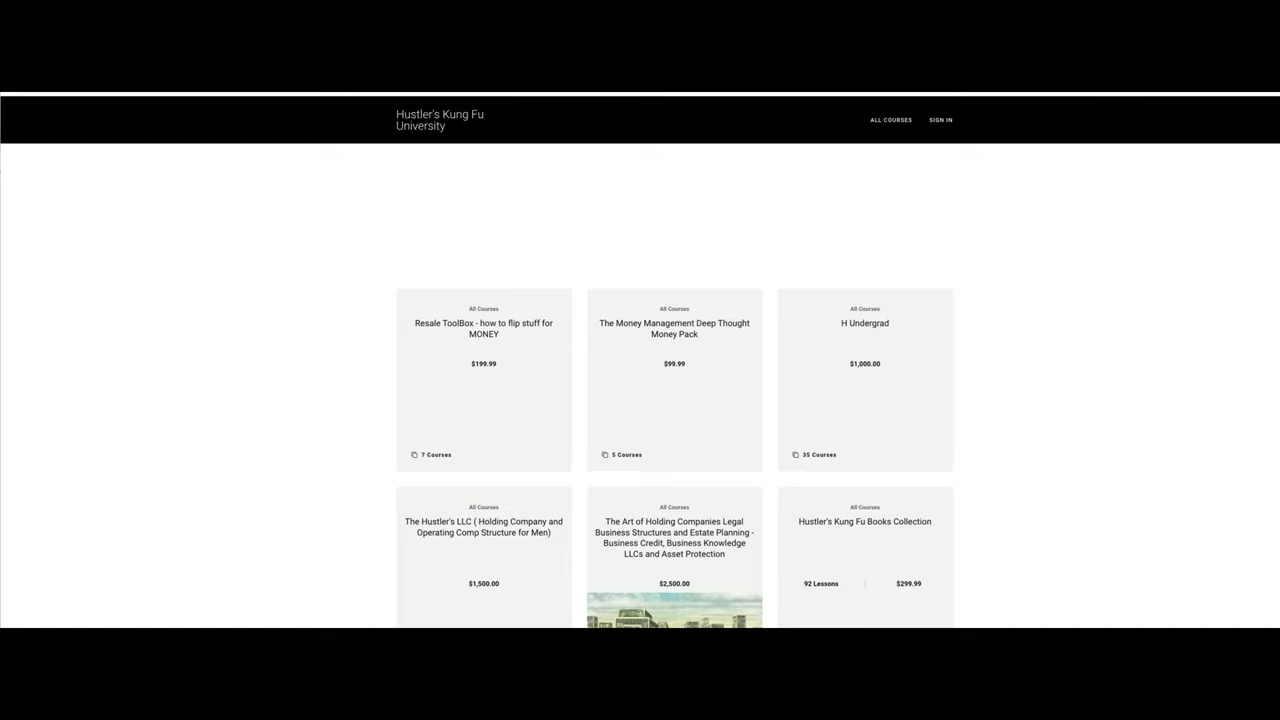 Hustler's Kung Fu
University
ALL COURSES
SIGN IN
All Courses
Resale ToolBox - how to flip stuff for
MONEY
$199.99
7 Courses
All Courses
The Money Management Deep Thought
Money Pack
$99.99
5 Courses
All Courses
H Undergrad
$1,000.00
35 Courses
All Courses
The Hustler's LLC ( Holding Company and
Operating Comp Structure for Men)
$1,500.00
All Courses
The Art of Holding Companies Legal
Business Structures and Estate Planning -
Business Credit, Business Knowledge
LLCs and Asset Protection
$2,500.00
All Courses
Hustler's Kung Fu Books Collection
92 Lessons
$299.99